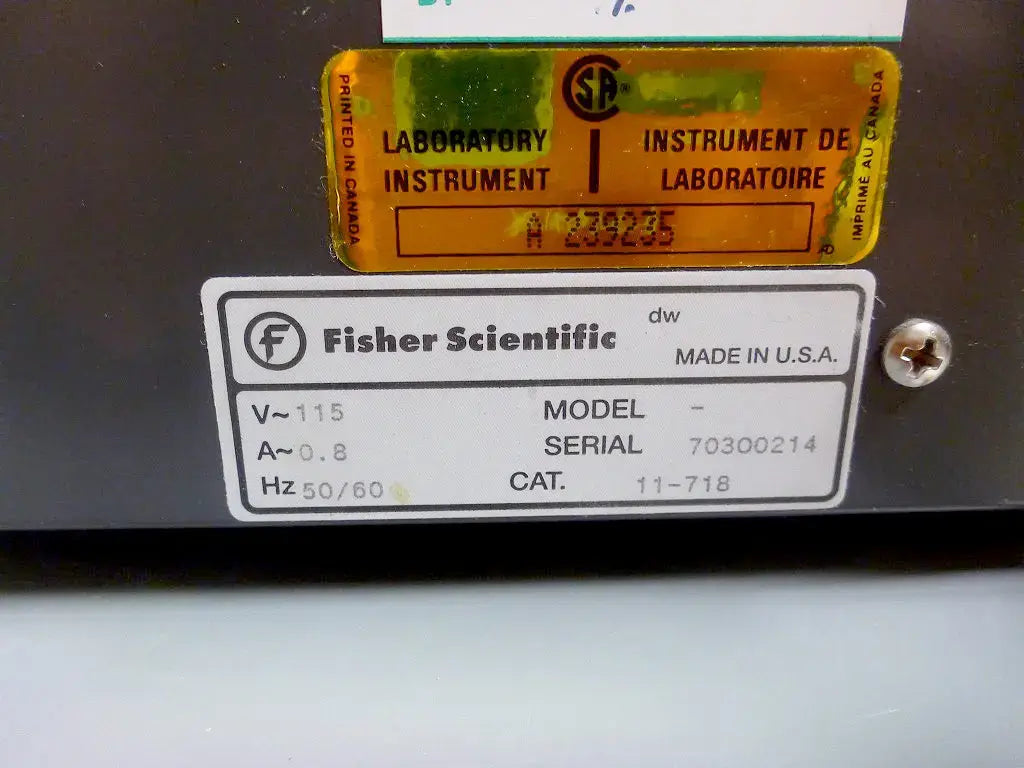 PRINTED IN CANADA
CSA®
LABORATORY INSTRUMENT
INSTRUMENT DE LABORATOIRE
IMPRIMÉ AU CANADA
A 239235
Fisher Scientific
dw
MADE IN U.S.A.
V~ 115
MODEL -
A~ 0.8
SERIAL 70300214
Hz 50/60
CAT. 11-718